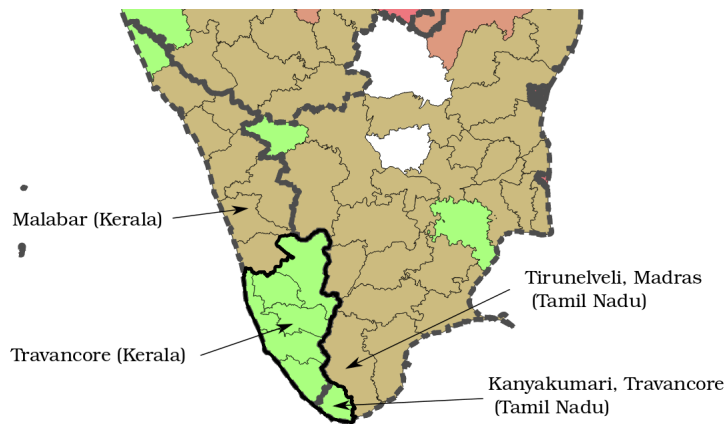 Malabar (Kerala)
Tirunelveli, Madras
(Tamil Nadu)
Travancore (Kerala)
Kanyakumari, Travancore
(Tamil Nadu)